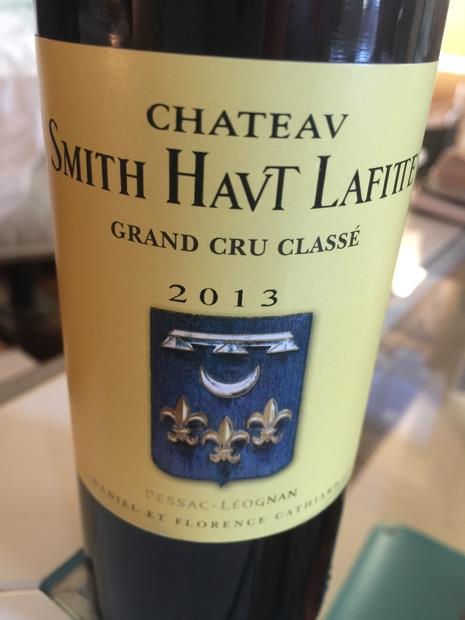 CHATEAV
SMITH HAVT LAFITTE
GRAND CRU CLASSÉ
2013
PESSAC-LÉOGNAN
DANIEL ET FLORENCE CATHIARD